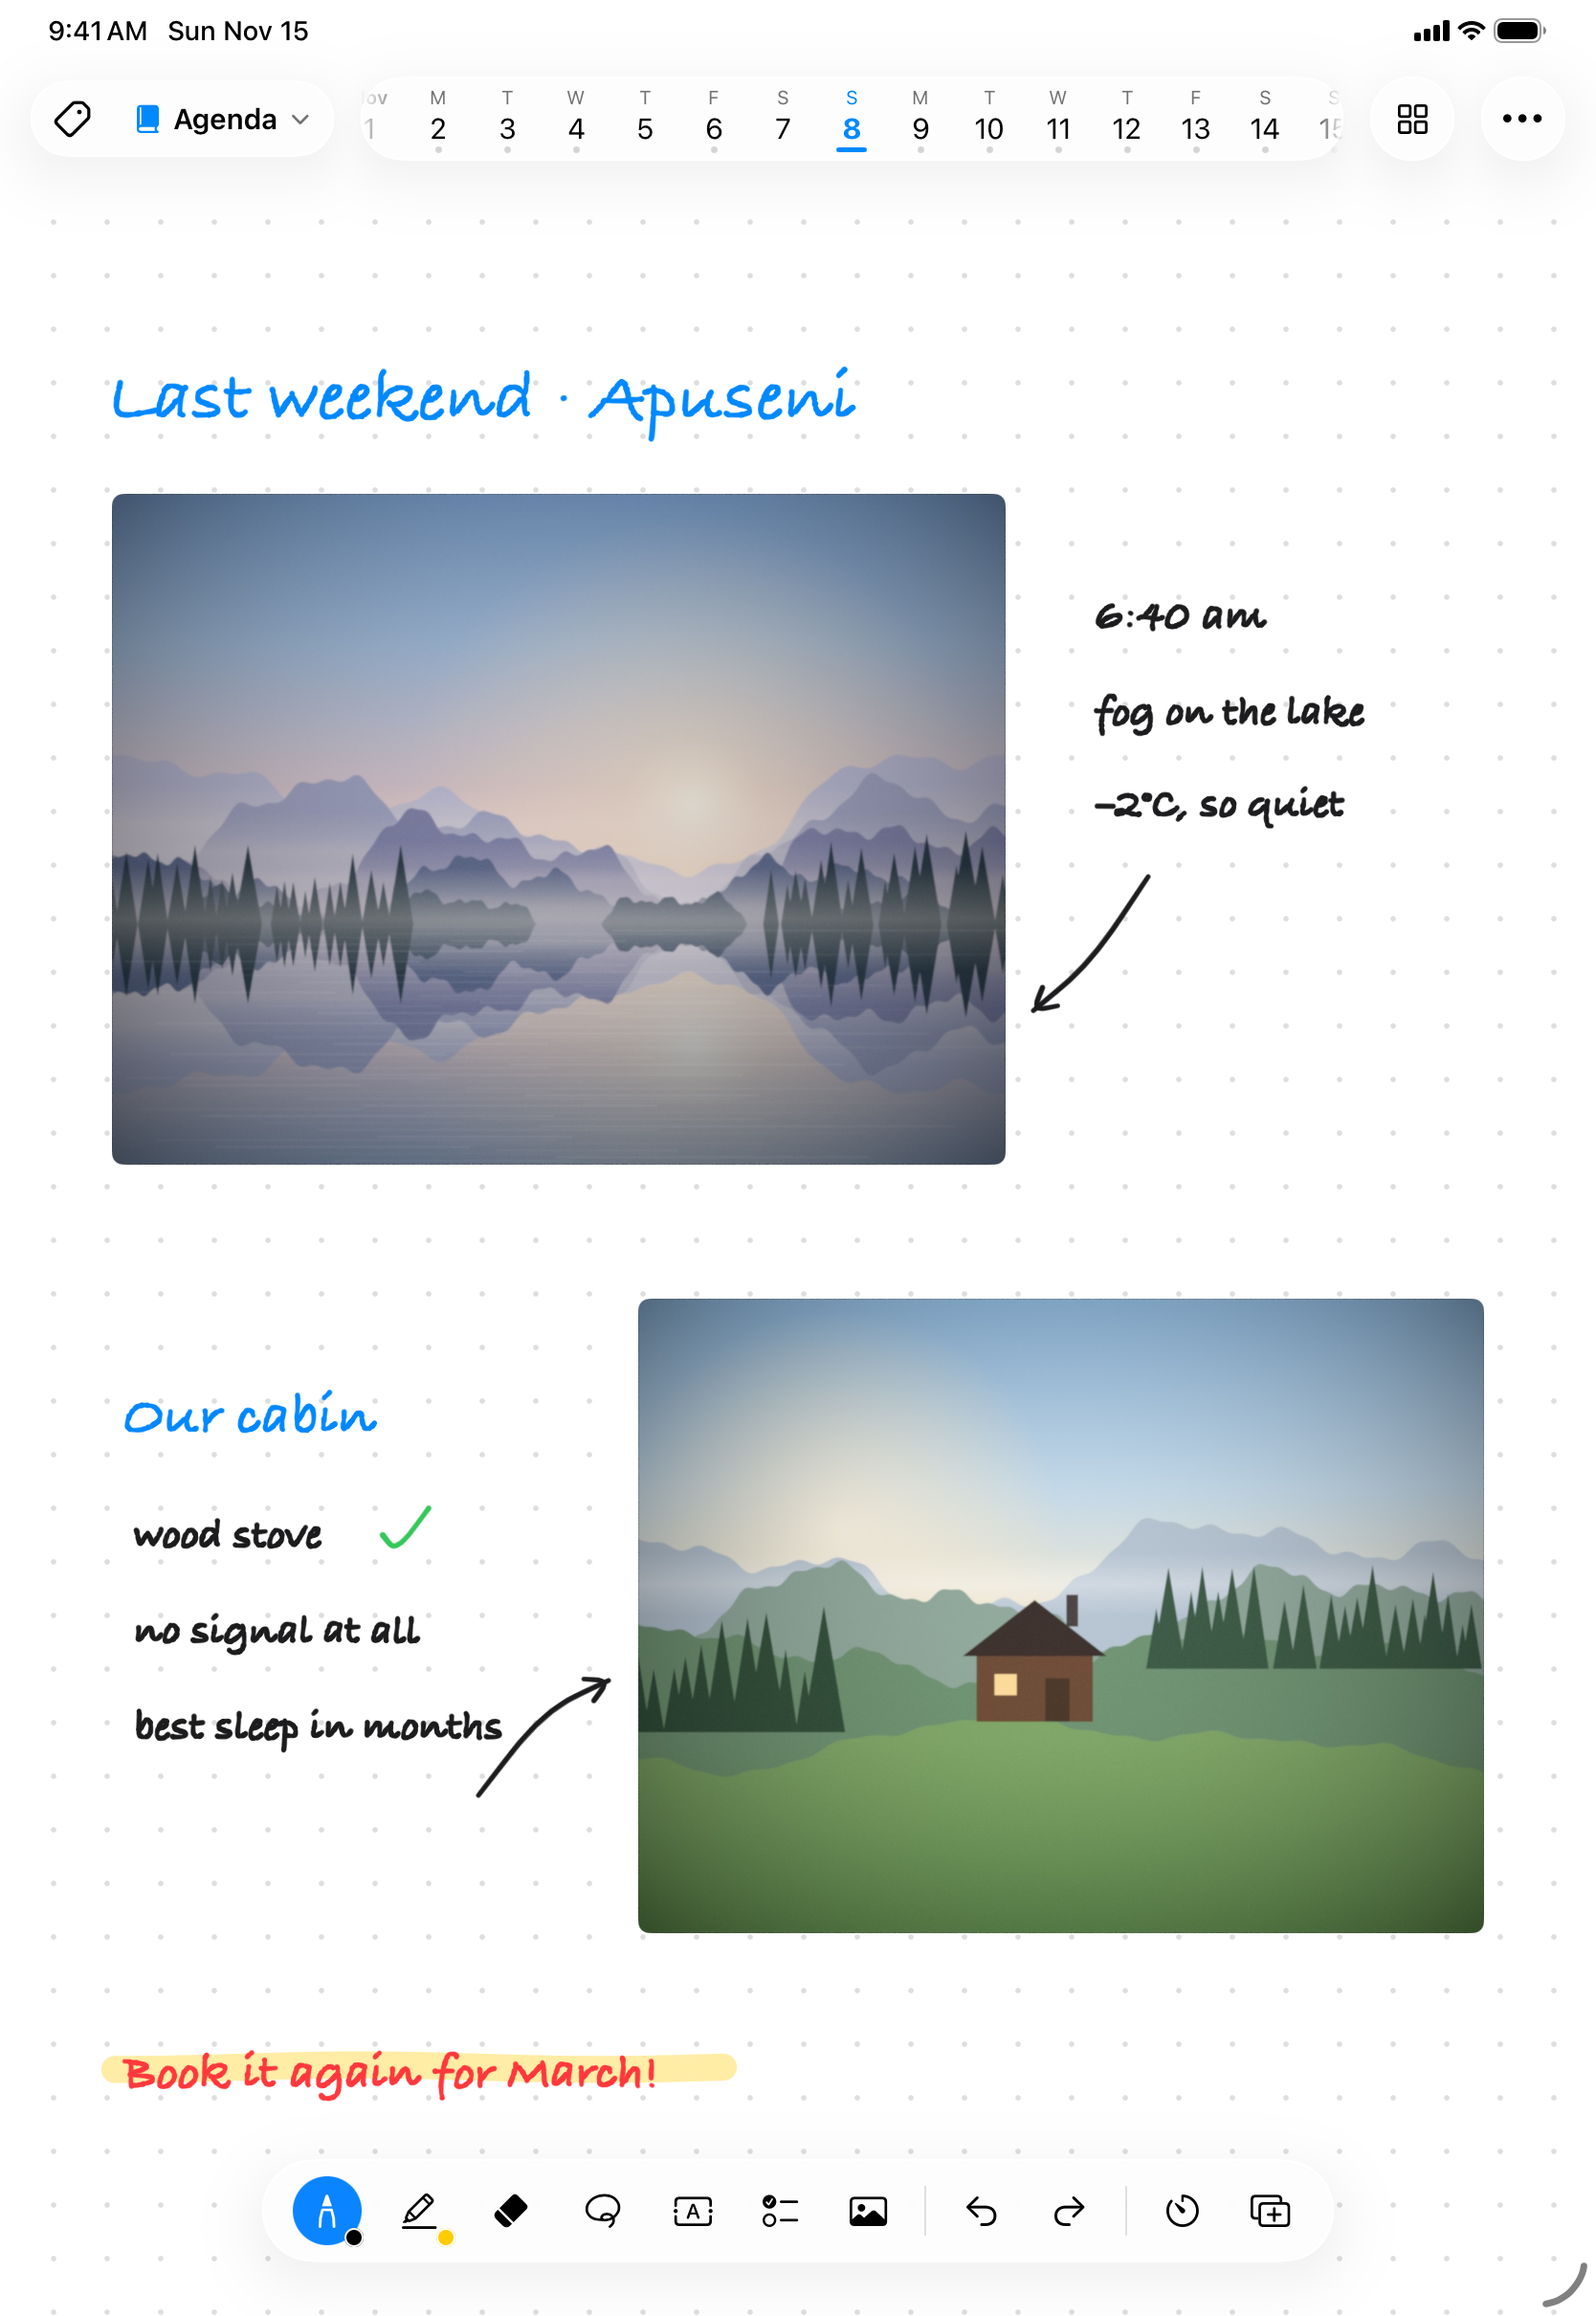 9:41 AM Sun Nov 15
Agenda
Nov M T W T F S S M T W T F S S
1 2 3 4 5 6 7 8 9 10 11 12 13 14 15
Last weekend · Apuseni
6:40 am
fog on the lake
-2°C, so quiet
Our cabin
wood stove
no signal at all
best sleep in months
Book it again for March!
A